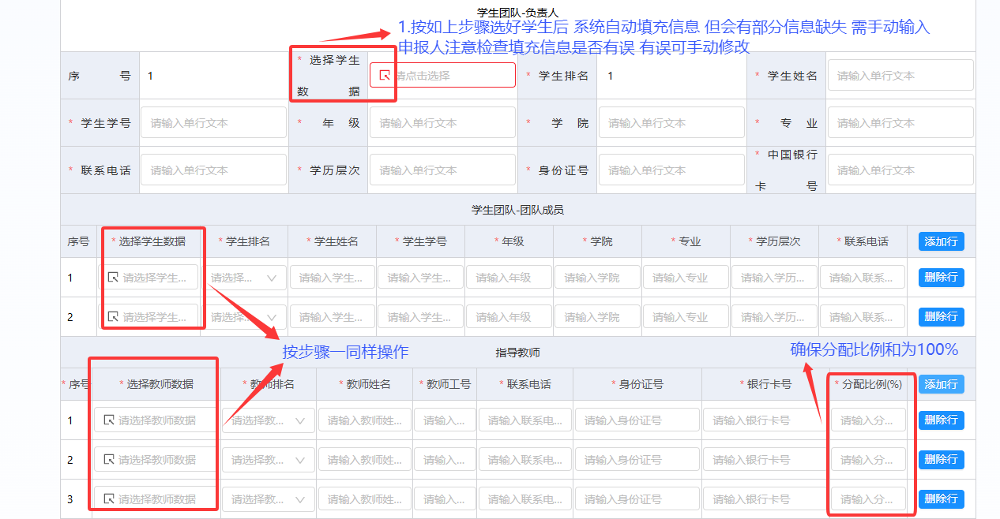 学生团队-负责人
1.按如上步骤选好学生后 系统自动填充信息 但会有部分信息缺失 需手动输入
申报人注意检查填充信息是否有误 有误可手动修改
序 号 1 * 选择学生数 据 请点击选择 * 学生排名 1 * 学生姓名 请输入单行文本
* 学生学号 请输入单行文本 * 年 级 请输入单行文本 * 学 院 请输入单行文本 * 专 业 请输入单行文本
* 联系电话 请输入单行文本 * 学历层次 请输入单行文本 * 身份证号 请输入单行文本 * 中国银行卡 号 请输入单行文本
学生团队-团队成员
序号 * 选择学生数据 * 学生排名 * 学生姓名 * 学生学号 * 年级 * 学院 * 专业 * 学历层次 * 联系电话 添加行
1 请选择学生... 请选择... 请输入学生... 请输入学生... 请输入年级 请输入学院 请输入专业 请输入学历... 请输入联系... 删除行
2 请选择学生... 请选择... 请输入学生... 请输入学生... 请输入年级 请输入学院 请输入专业 请输入学历... 请输入联系... 删除行
按步骤一同样操作 指导教师 确保分配比例和为100%
* 序号 * 选择教师数据 * 教师排名 * 教师姓名 * 教师工号 * 联系电话 * 身份证号 * 银行卡号 * 分配比例(%) 添加行
1 请选择教师数据 请选择教... 请输入教师姓... 请输入... 请输入联系电... 请输入身份证号 请输入银行卡号 请输入分... 删除行
2 请选择教师数据 请选择教... 请输入教师姓... 请输入... 请输入联系电... 请输入身份证号 请输入银行卡号 请输入分... 删除行
3 请选择教师数据 请选择教... 请输入教师姓... 请输入... 请输入联系电... 请输入身份证号 请输入银行卡号 请输入分... 删除行